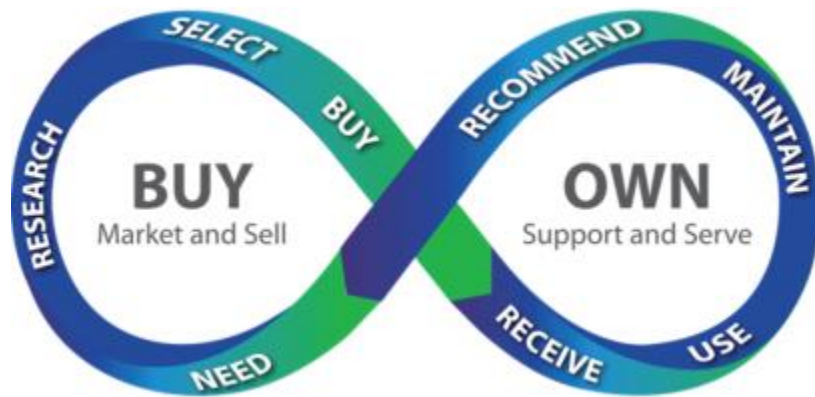 SELECT
BUY
RESEARCH
NEED
BUY
Market and Sell
RECOMMEND
MAINTAIN
USE
RECEIVE
OWN
Support and Serve